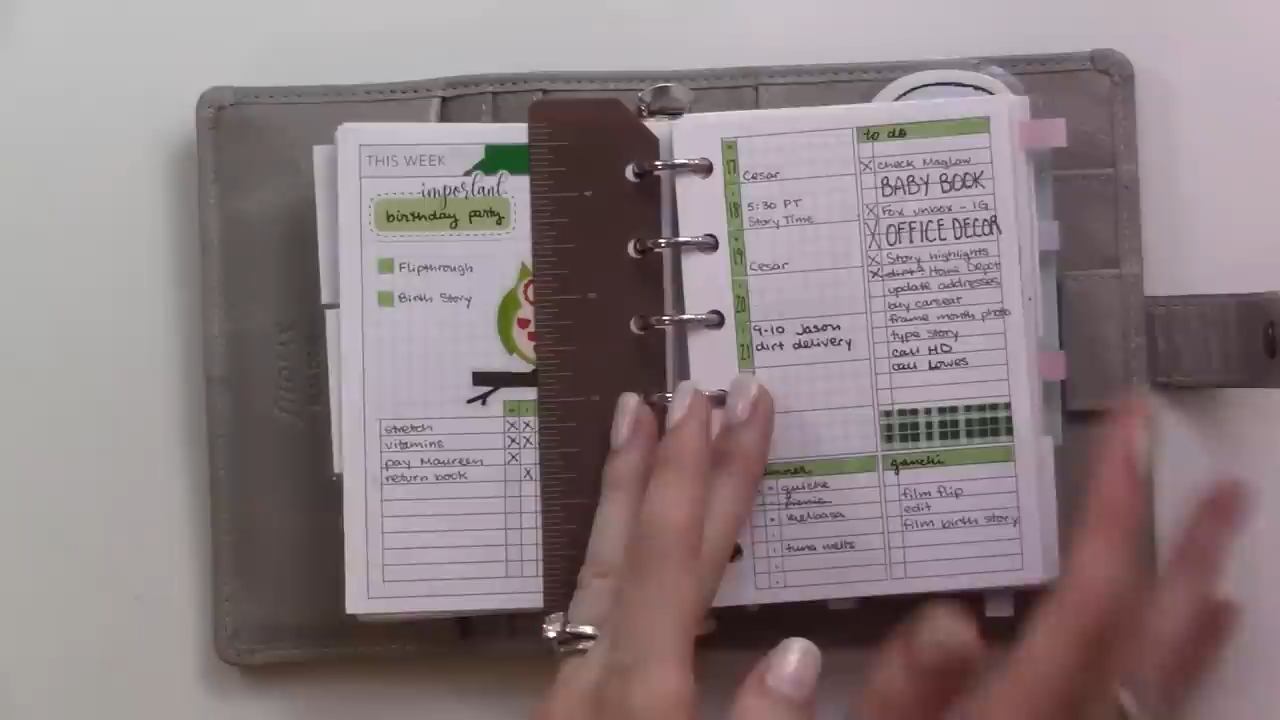 THIS WEEK
important
birthday party
Flipthrough
Birth Story
stretch X X
vitamins X X
pay Maureen X
return book X
17
Cesar
18
5:30 PT
Story Time
19
Cesar
20
9-10 Jason
21 dirt delivery
to do
X check Maglow
BABY BOOK
X Fox unbox - IG
X OFFICE DECOR
X Story highlights
X dirt - Home Depot
update addresses
buy carseat
frame month photo
type story
call HD
call Lowes
quiche
picnic
kielbasa
tuna melts
film flip
edit
film birth story